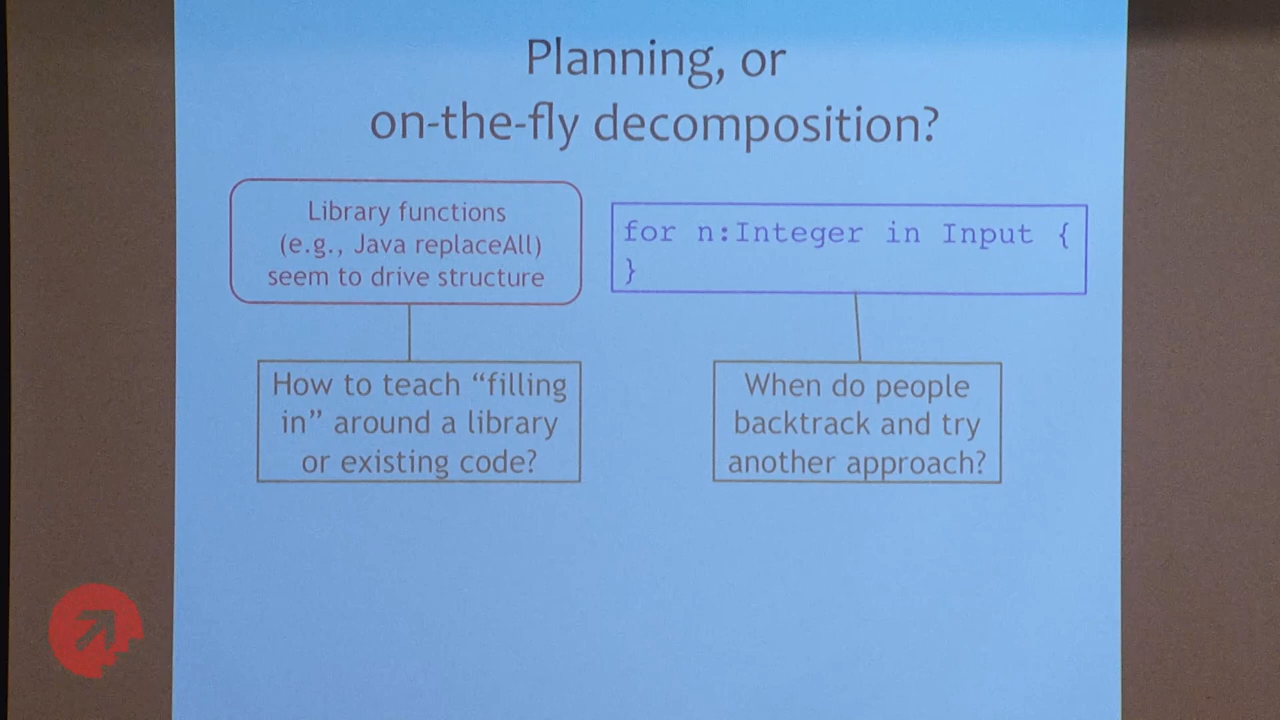 Planning, or
on-the-fly decomposition?
Library functions
(e.g., Java replaceAll)
seem to drive structure
for n:Integer in Input {
}
How to teach “filling
in” around a library
or existing code?
When do people
backtrack and try
another approach?